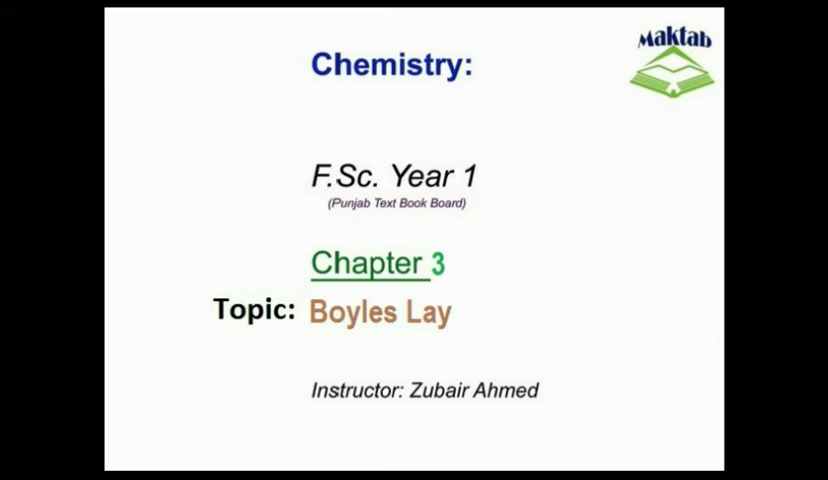 Maktab
Chemistry:
F.Sc. Year 1
(Punjab Text Book Board)
Chapter 3
Topic: Boyles Lay
Instructor: Zubair Ahmed